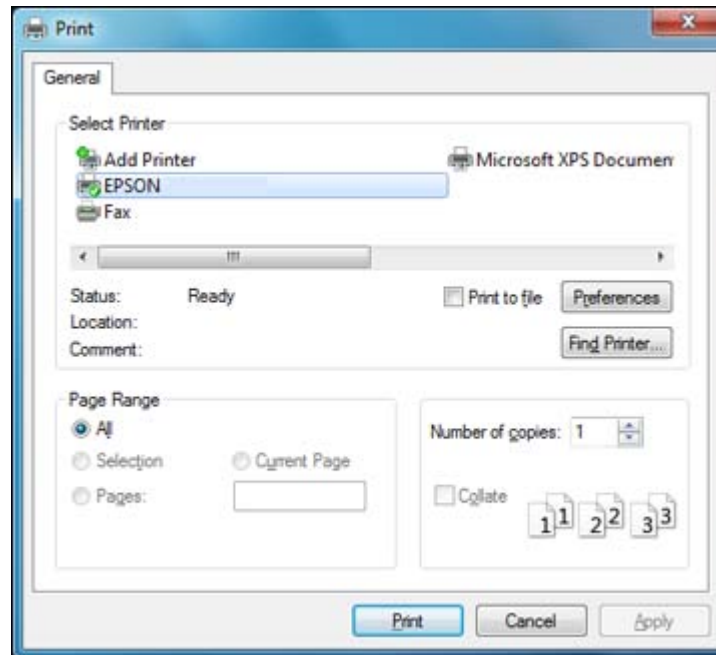 Print
General
Select Printer
Add Printer
Microsoft XPS Documen
EPSON
Fax
Status: Ready
Print to file
Preferences
Location:
Comment:
Find Printer...
Page Range
All
Selection
Current Page
Pages:
Number of copies: 1
Collate
1 1 2 2 3 3
Print Cancel Apply